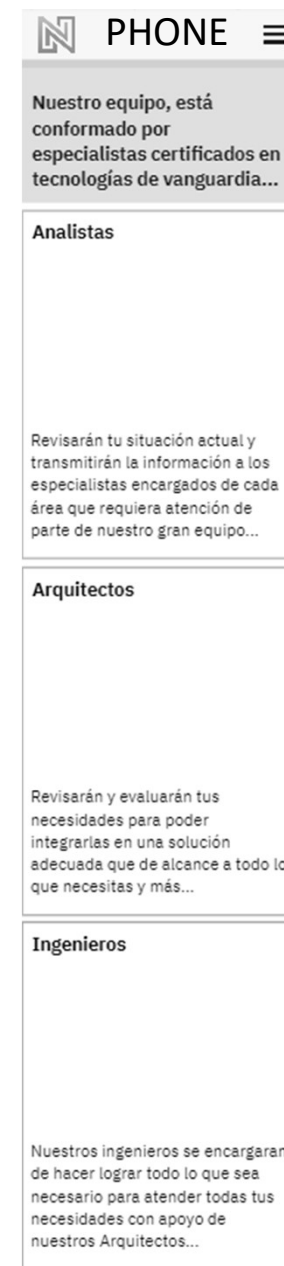 N PHONE
Nuestro equipo, está
conformado por
especialistas certificados en
tecnologías de vanguardia...
Analistas
Revisarán tu situación actual y
transmitirán la información a los
especialistas encargados de cada
área que requiera atención de
parte de nuestro gran equipo...
Arquitectos
Revisarán y evaluarán tus
necesidades para poder
integrarlas en una solución
adecuada que de alcance a todo lo
que necesitas y más...
Ingenieros
Nuestros ingenieros se encargaran
de hacer lograr todo lo que sea
necesario para atender todas tus
necesidades con apoyo de
nuestros Arquitectos...